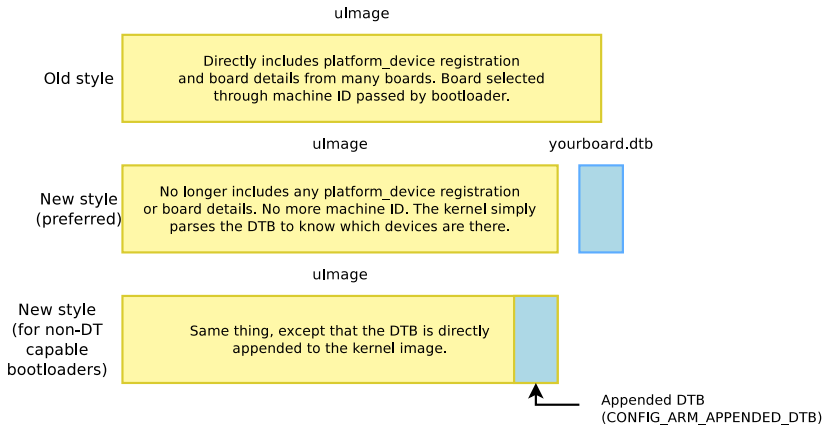 uImage
Old style
Directly includes platform_device registration
and board details from many boards. Board selected
through machine ID passed by bootloader.
uImage
yourboard.dtb
New style
(preferred)
No longer includes any platform_device registration
or board details. No more machine ID. The kernel simply
parses the DTB to know which devices are there.
uImage
New style
(for non-DT
capable
bootloaders)
Same thing, except that the DTB is directly
appended to the kernel image.
Appended DTB
(CONFIG_ARM_APPENDED_DTB)